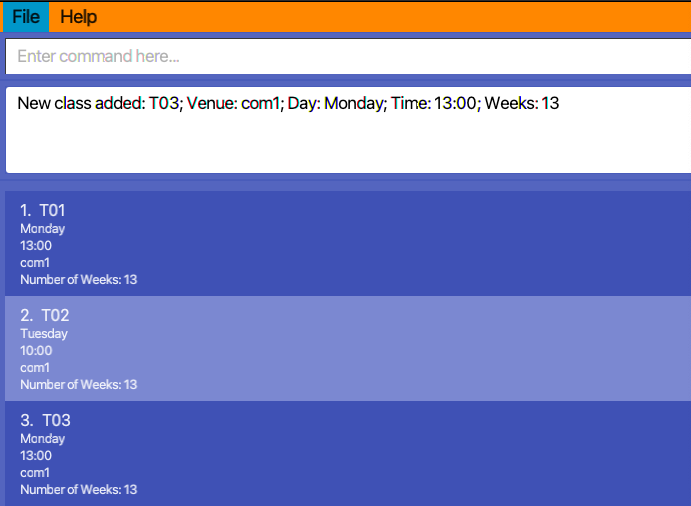 File Help
Enter command here...
New class added: T03; Venue: com1; Day: Monday; Time: 13:00; Weeks: 13
1. T01
Monday
13:00
com1
Number of Weeks: 13
2. T02
Tuesday
10:00
com1
Number of Weeks: 13
3. T03
Monday
13:00
com1
Number of Weeks: 13